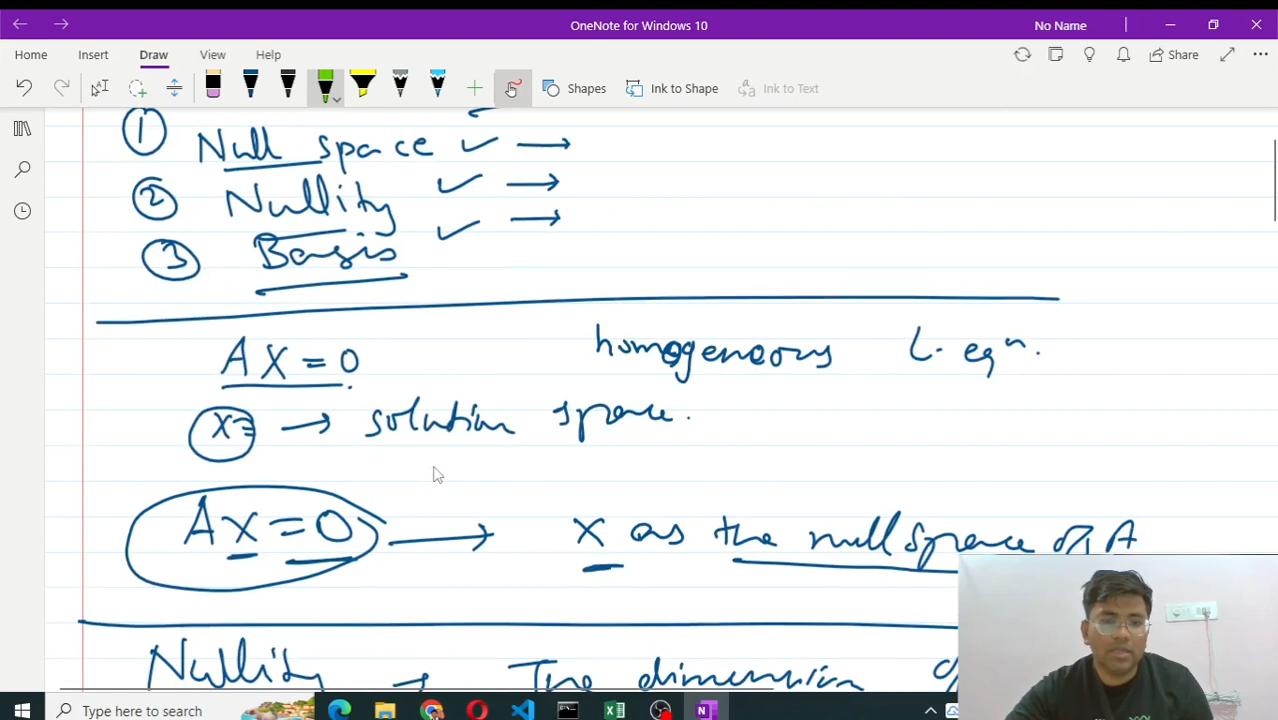 OneNote for Windows 10
No Name
Home Insert Draw View Help
Share
Shapes Ink to Shape Ink to Text
① Null space ✓ →
② Nullity ✓ →
③ Basis ✓ →
AX = 0 homogeneous L. eqⁿ.
x= → solution space.
Ax = 0 → x as the null space of A
Nullity → The dimension
Type here to search